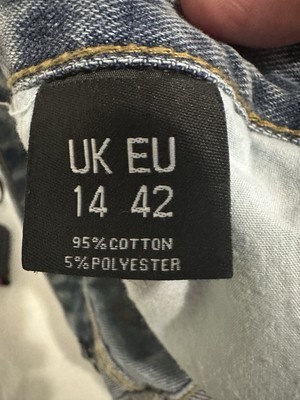 UK EU
14 42
95% COTTON
5% POLYESTER